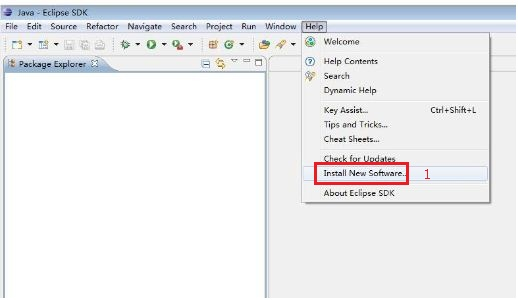 Java - Eclipse SDK
File Edit Source Refactor Navigate Search Project Run Window Help
Package Explorer
Welcome
Help Contents
Search
Dynamic Help
Key Assist... Ctrl+Shift+L
Tips and Tricks...
Cheat Sheets...
Check for Updates
Install New Software... 1
About Eclipse SDK